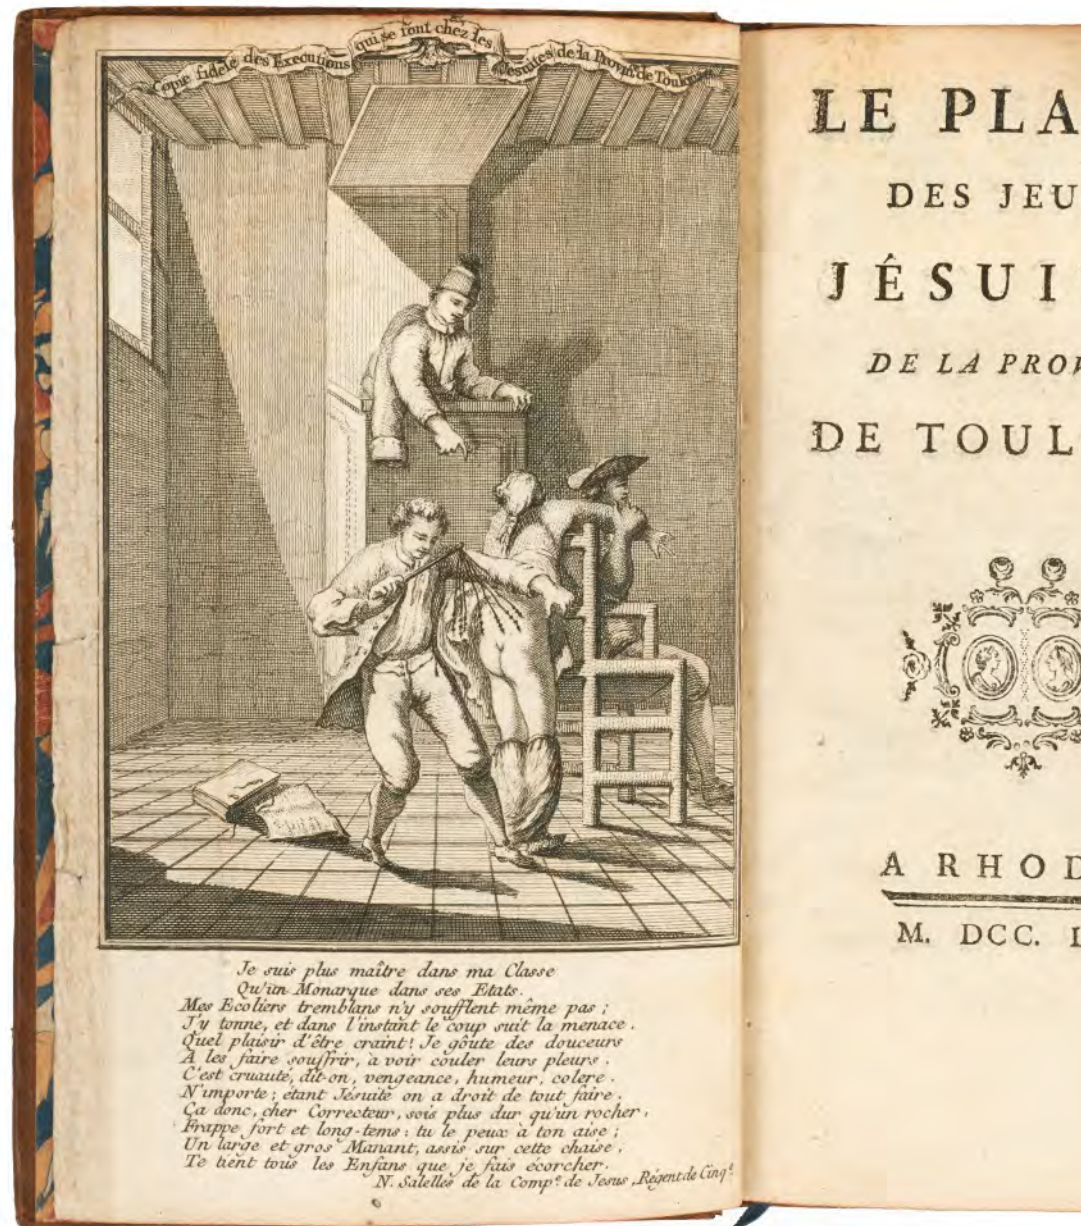 Copie fidele des Executions qui se font chez les Jesuites de la Provin. de Toulouse
Je suis plus maître dans ma Classe
Qu'un Monarque dans ses Etats.
Mes Ecoliers tremblans n'y soufflent même pas ;
J'y tonne, et dans l'instant le coup suit la menace.
Quel plaisir d'être craint! Je gôute des douceurs
A les faire souffrir, à voir couler leurs pleurs.
C'est cruauté, dit-on, vengeance, humeur, colere.
N'importe ; étant Jésuite on a droit de tout faire.
Ça donc, cher Correcteur, sois plus dur qu'un rocher,
Frappe fort et long-tems : tu le peux à ton aise ;
Un large et gros Manant, assis sur cette chaise,
Te tient tous les Enfans que je fais écorcher.
N. Salelles de la Comp.e de Jesus, Régent de Cinq.e
LE PLA
DES JEU
JÉSUI
DE LA PROV
DE TOUL
A RHOD
M. DCC. L